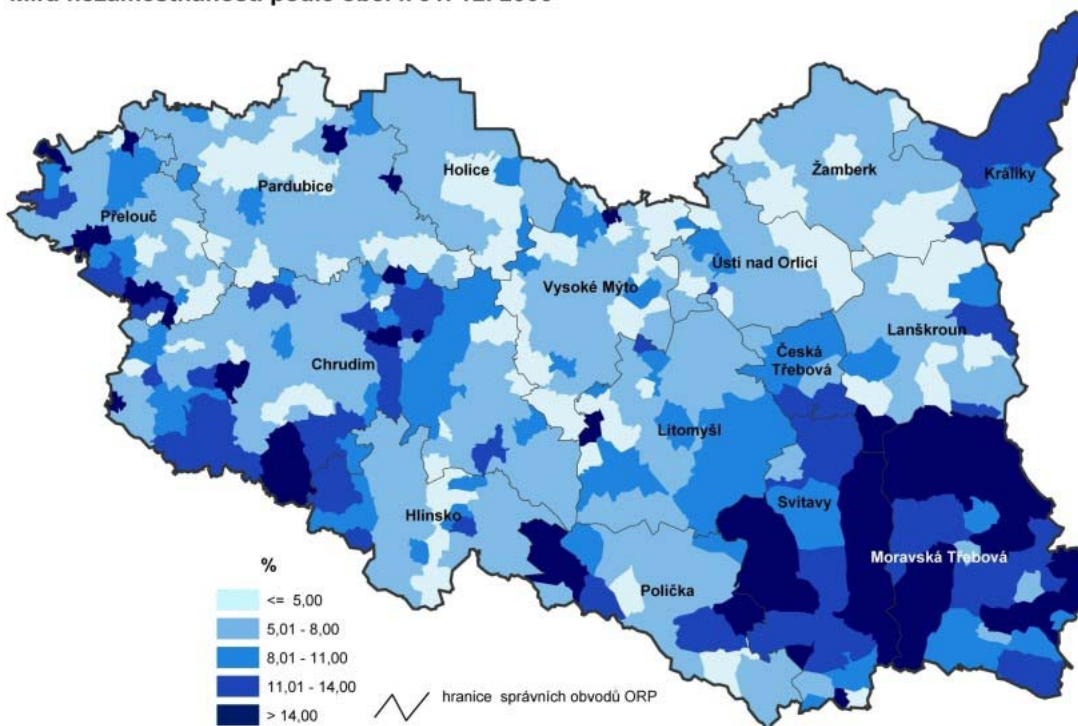 Holice
Žamberk
Králíky
Pardubice
Přelouč
Ústí nad Orlicí
Vysoké Mýto
Lanškroun
Česká
Třebová
Chrudim
Litomyšl
Svitavy
Hlinsko
Moravská Třebová
Polička
%
<= 5,00
5,01 - 8,00
8,01 - 11,00
11,01 - 14,00
> 14,00
hranice správních obvodů ORP